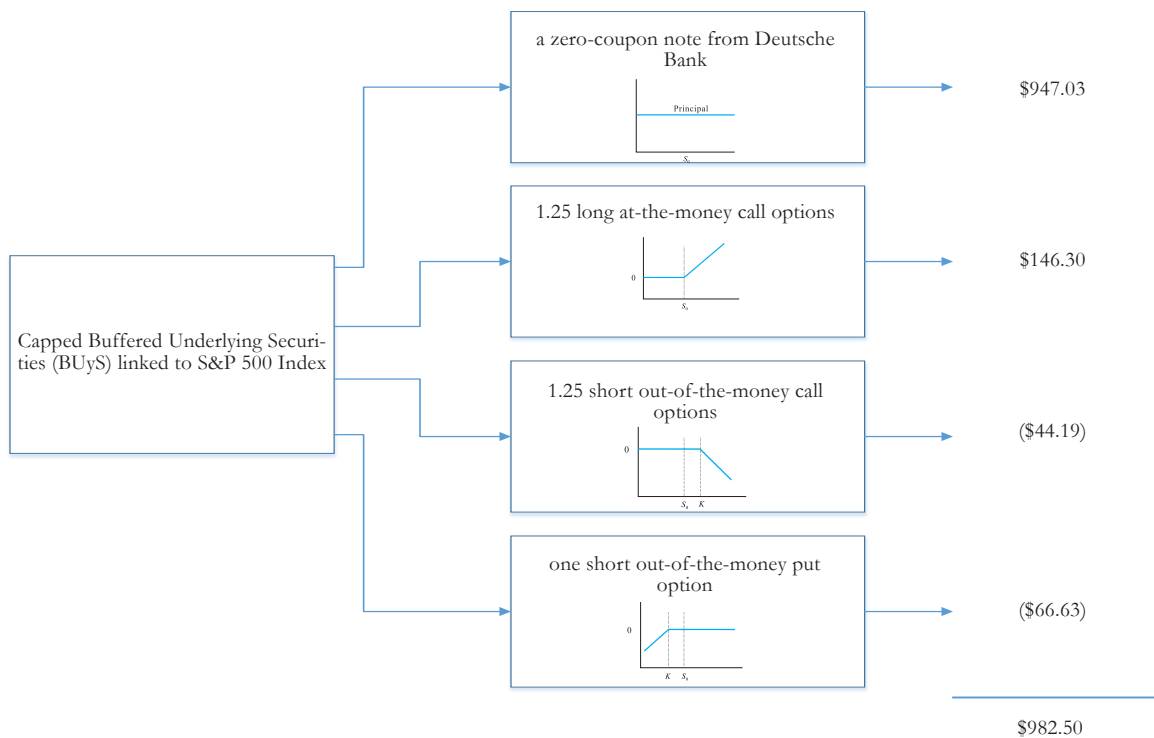 a zero-coupon note from Deutsche
Bank
Principal
S₀
$947.03
1.25 long at-the-money call options
0
S₀
$146.30
Capped Buffered Underlying Securi-
ties (BUyS) linked to S&P 500 Index
1.25 short out-of-the-money call
options
0
S₀ K
($44.19)
one short out-of-the-money put
option
0
K S₀
($66.63)
$982.50